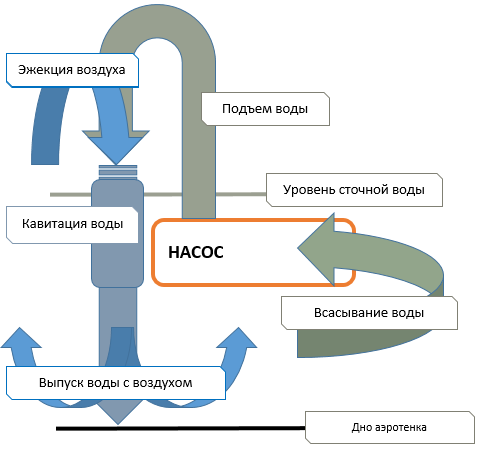 Эжекция воздуха
Подъем воды
Уровень сточной воды
Кавитация воды
НАСОС
Всасывание воды
Выпуск воды с воздухом
Дно аэротенка